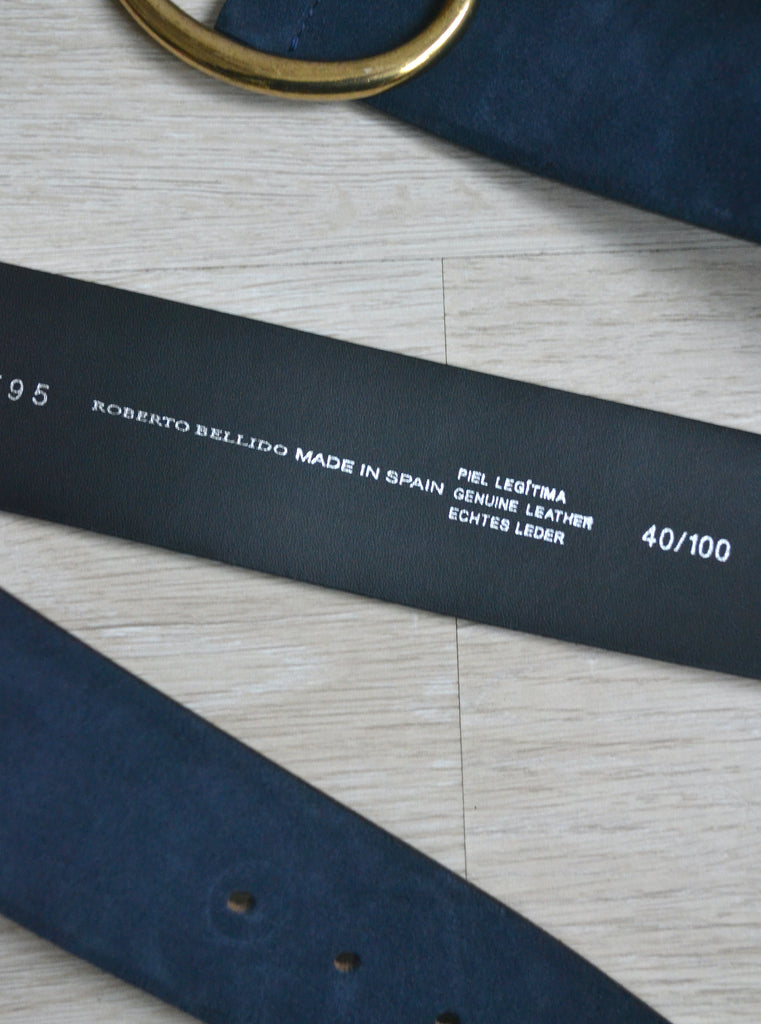 95
ROBERTO BELLIDO MADE IN SPAIN
PIEL LEGÍTIMA
GENUINE LEATHER
ECHTES LEDER
40/100